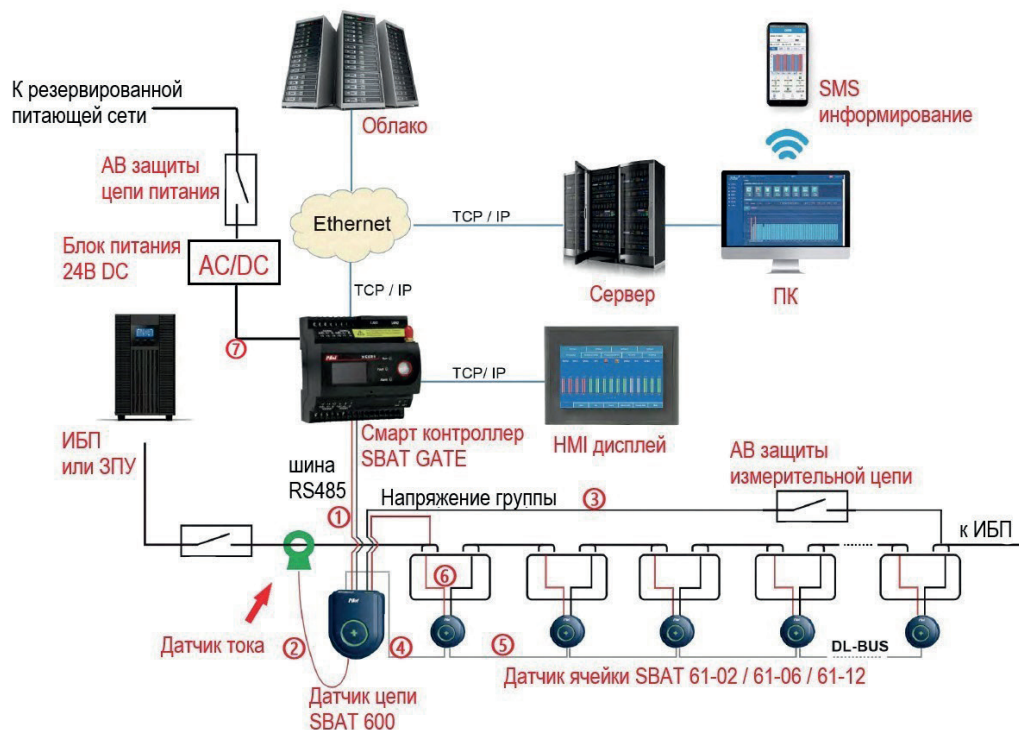 К резервированной
питающей сети
Облако
SMS
информирование
АВ защиты
цепи питания
Ethernet
TCP / IP
Блок питания
24В DC
AC/DC
Сервер
ПК
TCP / IP
⑦
TCP/ IP
ИБП
или ЗПУ
Смарт контроллер
SBAT GATE
HMI дисплей
АВ защиты
измерительной цепи
шина
RS485
①
Напряжение группы
③
к ИБП
⑥
Датчик тока
②
④
⑤
DL-BUS
Датчик ячейки SBAT 61-02 / 61-06 / 61-12
Датчик цепи
SBAT 600